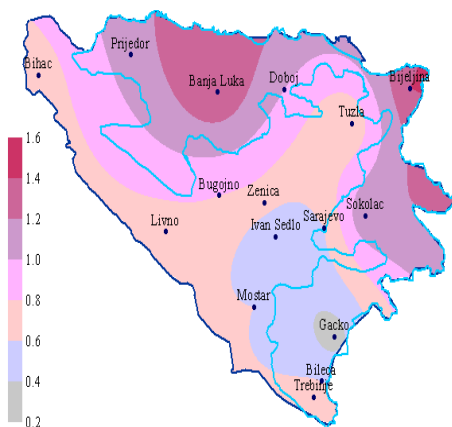 Prijedor
Bihac
Banja Luka
Doboj
Bijeljina
Tuzla
1.6
1.4
1.2
1.0
0.8
0.6
0.4
0.2
Bugojno
Zenica
Livno
Ivan Sedlo
Sarajevo
Sokolac
Mostar
Gacko
Bileca
Trebinje